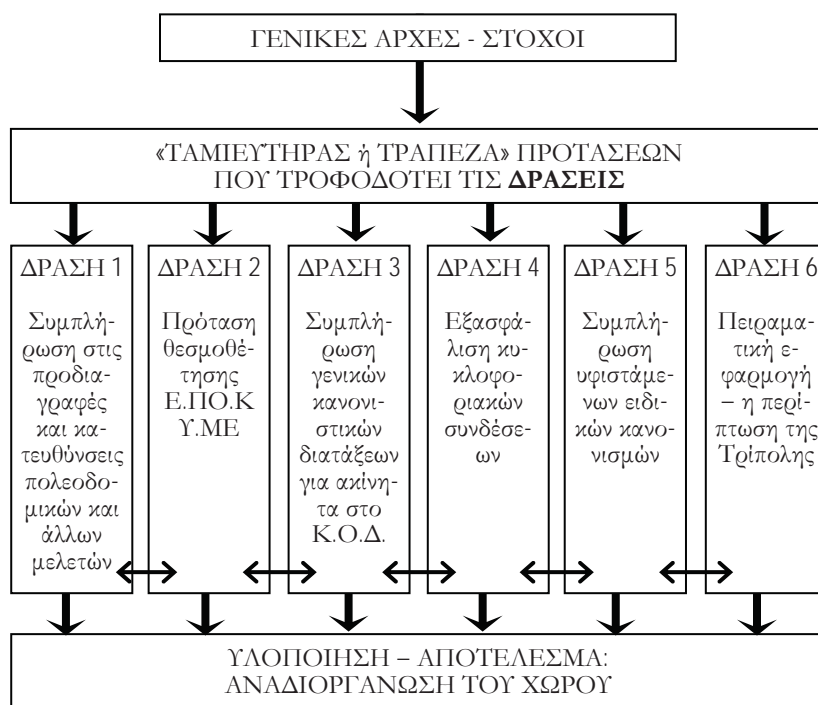 ΓΕΝΙΚΕΣ ΑΡΧΕΣ - ΣΤΟΧΟΙ
«ΤΑΜΙΕΥΤΗΡΑΣ ή ΤΡΑΠΕΖΑ» ΠΡΟΤΑΣΕΩΝ
ΠΟΥ ΤΡΟΦΟΔΟΤΕΙ ΤΙΣ ΔΡΑΣΕΙΣ
ΔΡΑΣΗ 1
Συμπλή-
ρωση στις
προδια-
γραφές
και κα-
τευθύνσεις
πολεοδο-
μικών και
άλλων
μελετών
ΔΡΑΣΗ 2
Πρόταση
θεσμοθέ-
τησης
Ε.ΠΟ.Κ
Υ.ΜΕ
ΔΡΑΣΗ 3
Συμπλή-
ρωση
γενικών
κανονι-
στικών
διατάξεων
για ακίνη-
τα στο
Κ.Ο.Δ.
ΔΡΑΣΗ 4
Εξασφά-
λιση κυ-
κλοφο-
ριακών
συνδέσε-
ων
ΔΡΑΣΗ 5
Συμπλή-
ρωση
υφιστάμε-
νων ειδι-
κών κανο-
νισμών
ΔΡΑΣΗ 6
Πειραμα-
τική ε-
φαρμογή
– η περί-
πτωση της
Τρίπολης
ΥΛΟΠΟΙΗΣΗ – ΑΠΟΤΕΛΕΣΜΑ:
ΑΝΑΔΙΟΡΓΑΝΩΣΗ ΤΟΥ ΧΩΡΟΥ